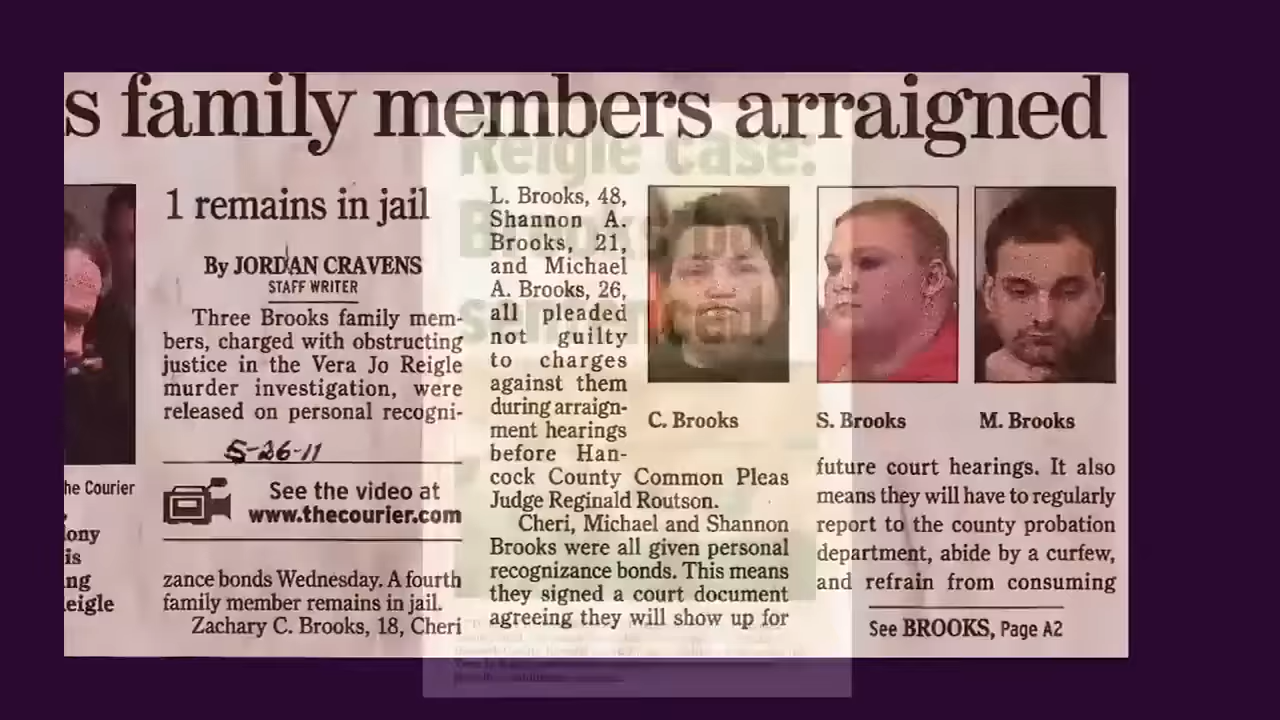 s family members arraigned
1 remains in jail
By JORDAN CRAVENS
STAFF WRITER
Three Brooks family mem-
bers, charged with obstructing
justice in the Vera Jo Reigle
murder investigation, were
released on personal recogni-
5-26-11
See the video at
www.thecourier.com
zance bonds Wednesday. A fourth
family member remains in jail.
Zachary C. Brooks, 18, Cheri
L. Brooks, 48,
Shannon A.
Brooks, 21,
and Michael
A. Brooks, 26,
all pleaded
not guilty
to charges
against them
during arraign-
ment hearings
before Han-
cock County Common Pleas
Judge Reginald Routson.
Cheri, Michael and Shannon
Brooks were all given personal
recognizance bonds. This means
they signed a court document
agreeing they will show up for
C. Brooks
S. Brooks
M. Brooks
future court hearings. It also
means they will have to regularly
report to the county probation
department, abide by a curfew,
and refrain from consuming
See BROOKS, Page A2
he Courier
ony
is
ng
eigle
Reigle case: